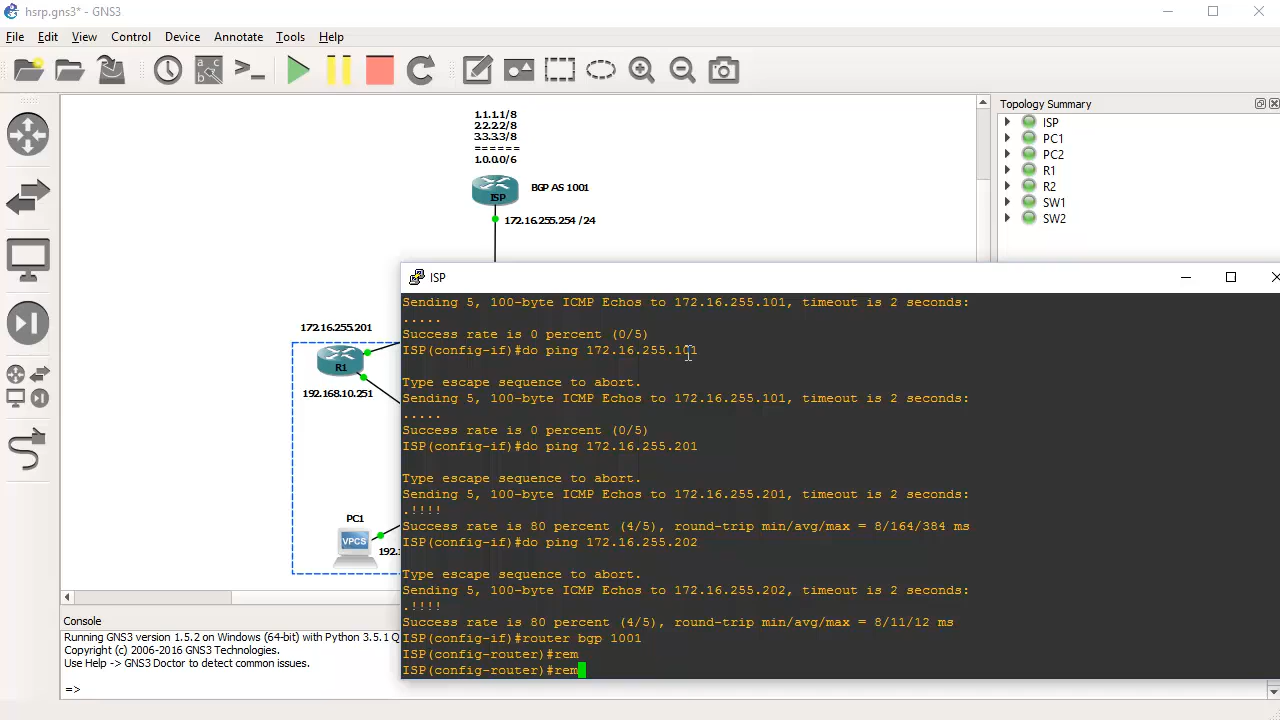 hsrp.gns3* - GNS3
File Edit View Control Device Annotate Tools Help
1.1.1.1/8
2.2.2.2/8
3.3.3.3/8
======
1.0.0.0/6
ISP
BGP AS 1001
172.16.255.254 /24
172.16.255.201
R1
192.168.10.251
PC1
VPCS
192.1
Topology Summary
ISP
PC1
PC2
R1
R2
SW1
SW2
ISP
Sending 5, 100-byte ICMP Echos to 172.16.255.101, timeout is 2 seconds:
.....
Success rate is 0 percent (0/5)
ISP(config-if)#do ping 172.16.255.101
Type escape sequence to abort.
Sending 5, 100-byte ICMP Echos to 172.16.255.101, timeout is 2 seconds:
.....
Success rate is 0 percent (0/5)
ISP(config-if)#do ping 172.16.255.201
Type escape sequence to abort.
Sending 5, 100-byte ICMP Echos to 172.16.255.201, timeout is 2 seconds:
.!!!!
Success rate is 80 percent (4/5), round-trip min/avg/max = 8/164/384 ms
ISP(config-if)#do ping 172.16.255.202
Type escape sequence to abort.
Sending 5, 100-byte ICMP Echos to 172.16.255.202, timeout is 2 seconds:
.!!!!
Success rate is 80 percent (4/5), round-trip min/avg/max = 8/11/12 ms
ISP(config-if)#router bgp 1001
ISP(config-router)#rem
ISP(config-router)#rem
Console
Running GNS3 version 1.5.2 on Windows (64-bit) with Python 3.5.1 Q
Copyright (c) 2006-2016 GNS3 Technologies.
Use Help -> GNS3 Doctor to detect common issues.
=>